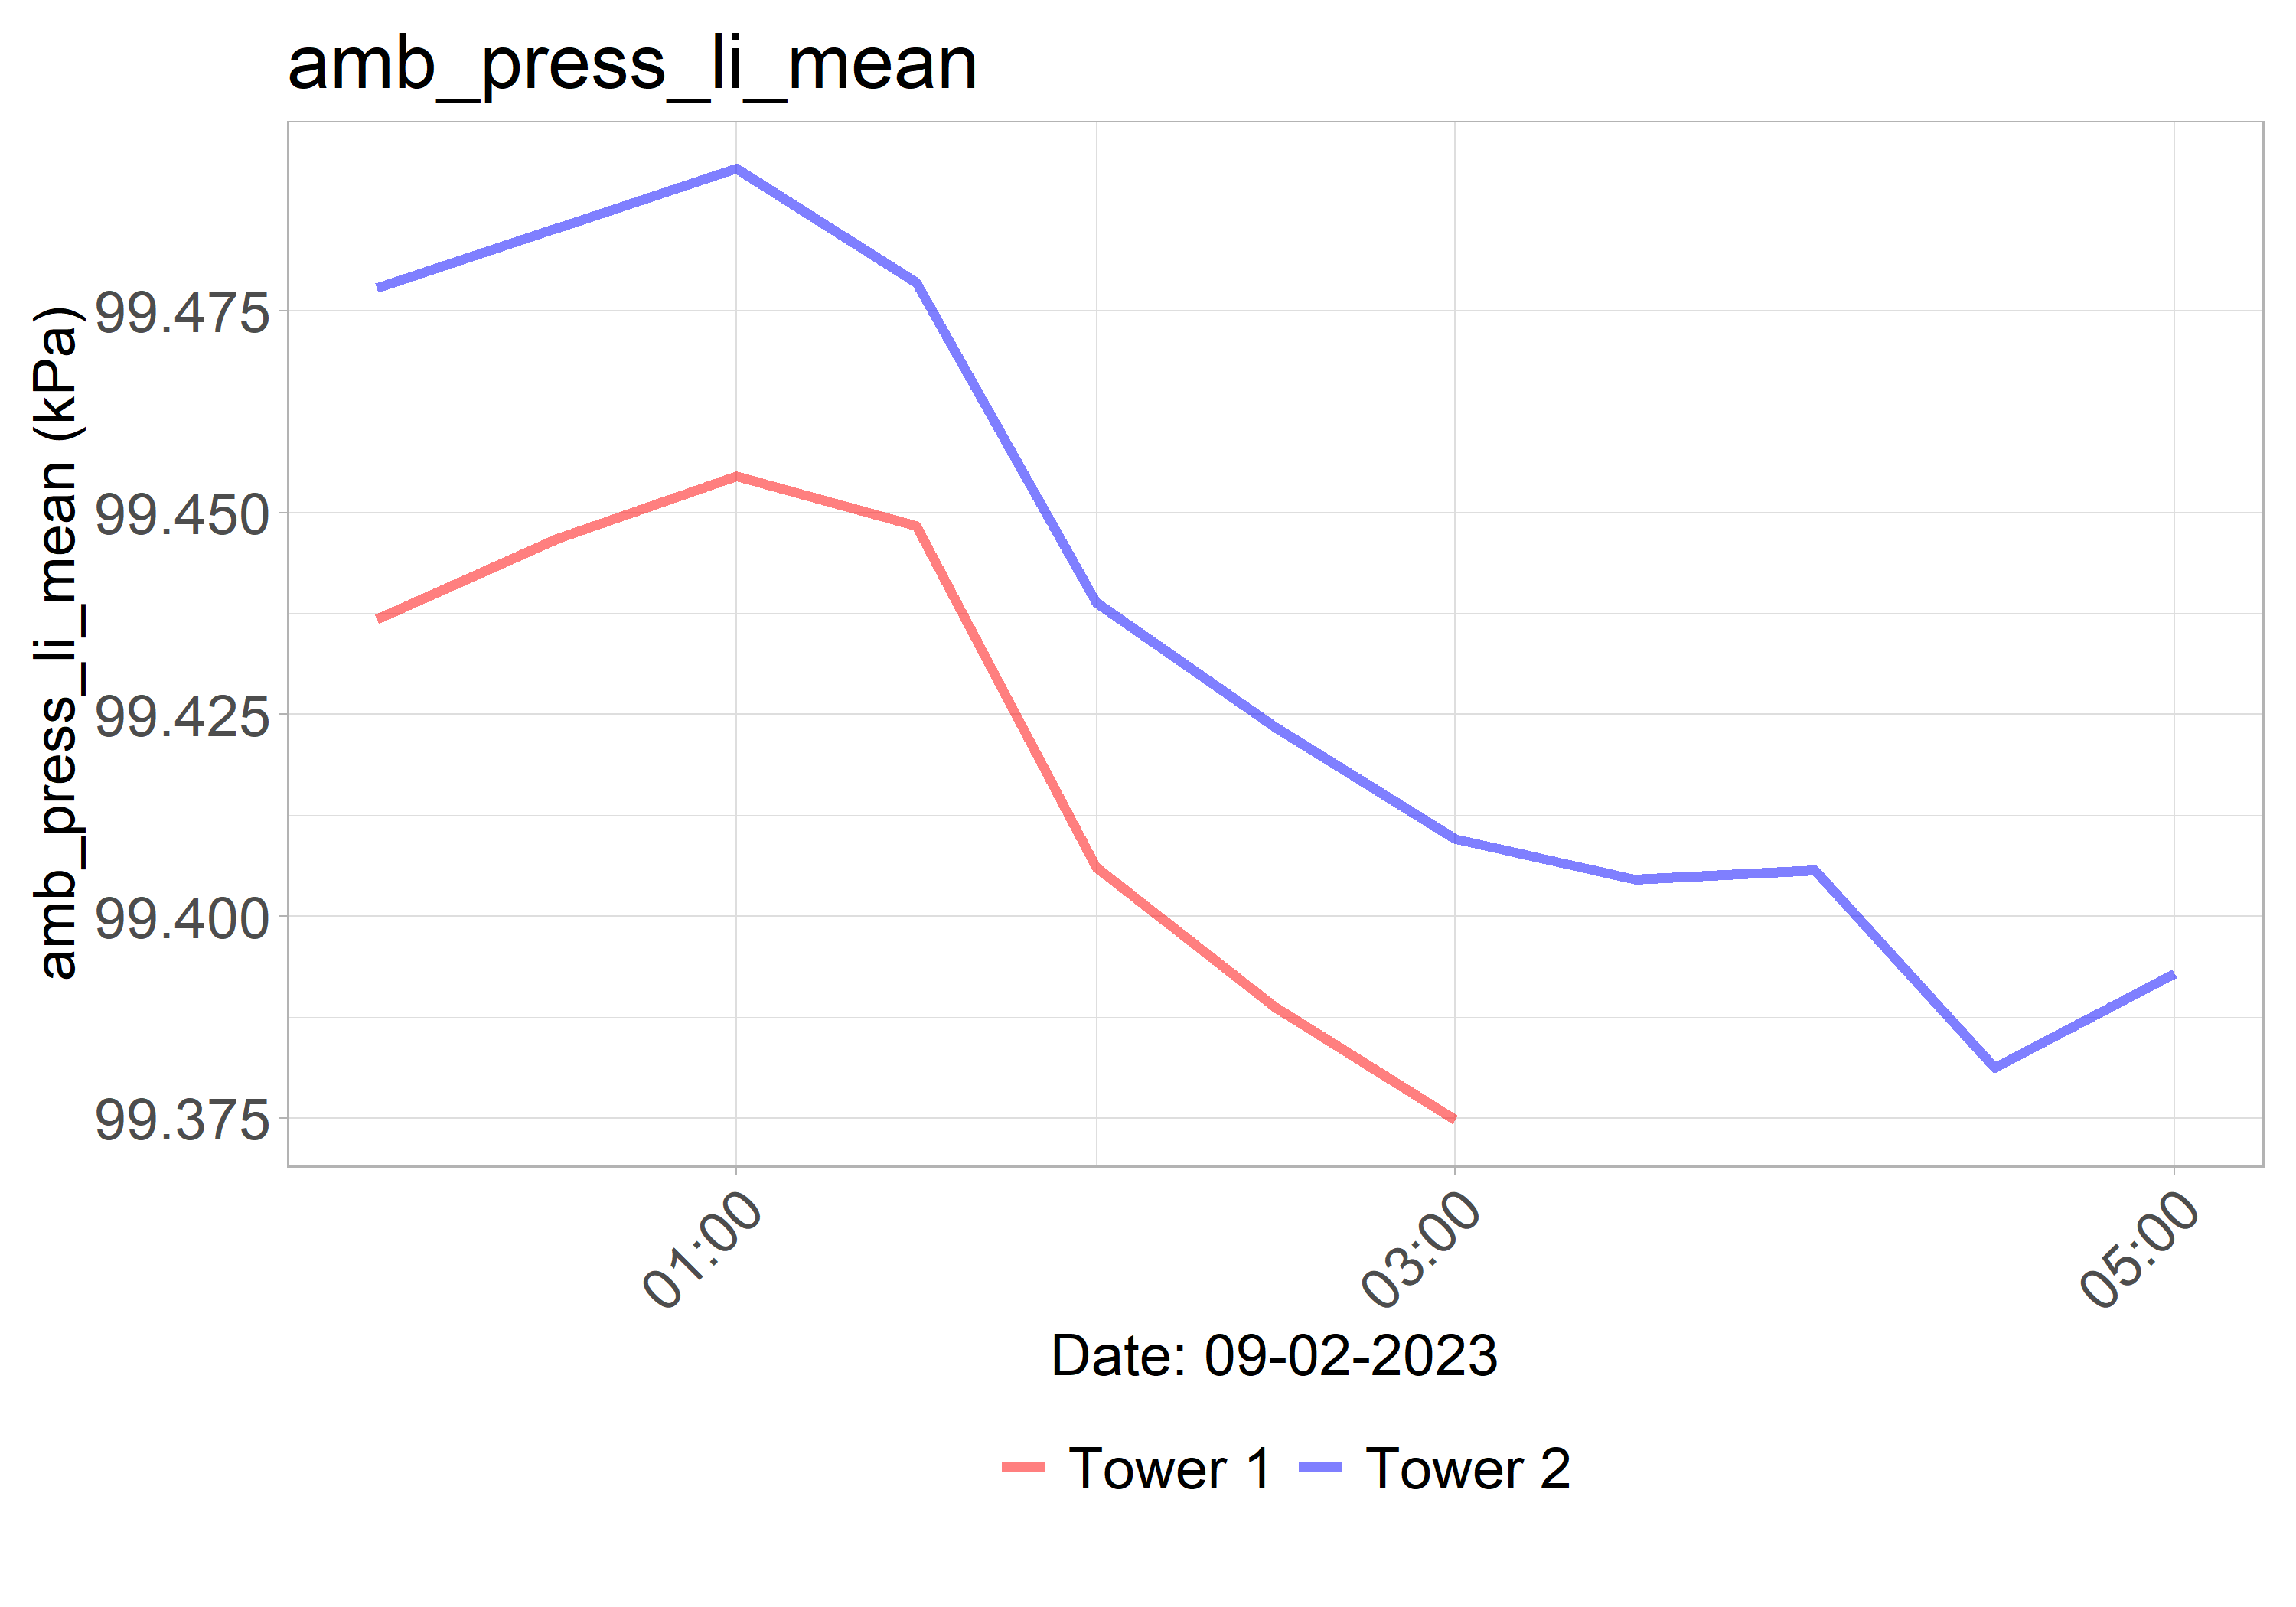 amb_press_li_mean
amb_press_li_mean (kPa)
99.475
99.450
99.425
99.400
99.375
01:00
03:00
05:00
Date: 09-02-2023
Tower 1
Tower 2